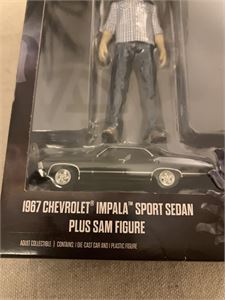 1967 CHEVROLET® IMPALA™ SPORT SEDAN
PLUS SAM FIGURE
ADULT COLLECTIBLE | CONTAINS: 1 DIE CAST CAR AND 1 PLASTIC FIGURE